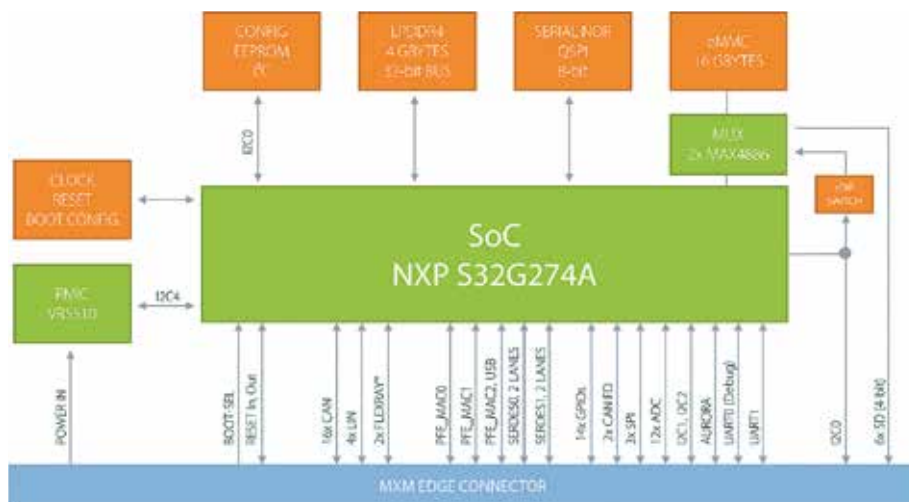 CONFIG
EEPROM
LPDDR4
4 GBYTES
32-bit BUS
SERIAL NOR
QSPI
8-bit
eMMC
16 GBYTES
I2C0
MUX
2x MAX4886
CLOCK
RESET
BOOT CONFIG.
SWITCH
SoC
NXP S32G274A
PMIC
VR5510
I2C4
POWER IN
BOOT-SEL
RESET In, Out
16x CAN
4x LIN
2x FLEXRAY*
PFE_MAC0
PFE_MAC1
PFE_MAC2, USB
SERDES0, 2 LANES
SERDES1, 2 LANES
14x GPIOs
2x CAN FD
3x SPI
12x ADC
I2C1, I2C2
AURORA
UART0 (Debug)
UART1
I2C0
6x SD (4-bit)
MXM EDGE CONNECTOR